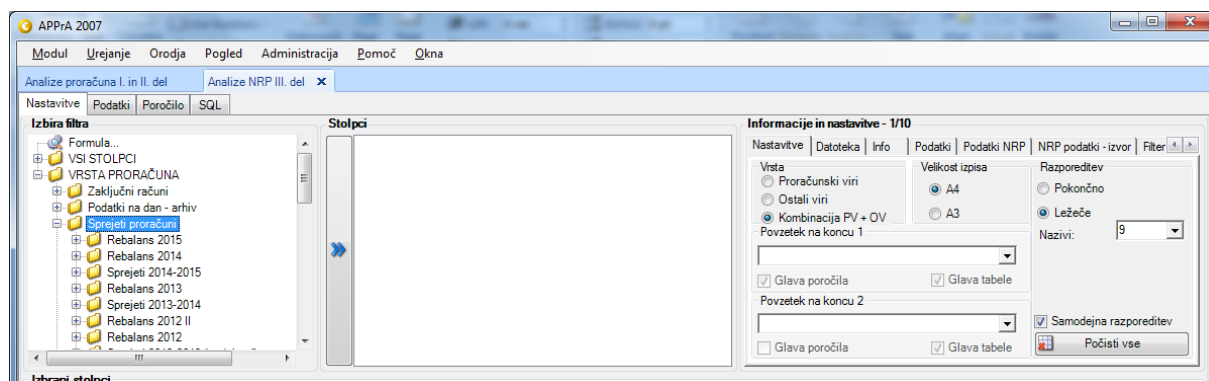 APPrA 2007
Modul Urejanje Orodja Pogled Administracija Pomoč Okna
Analize proračuna I. in II. del Analize NRP III. del
Nastavitve Podatki Poročilo SQL
Izbira filtra
Formula...
VSI STOLPCI
VRSTA PRORAČUNA
Zaključni računi
Podatki na dan - arhiv
Sprejeti proračuni
Rebalans 2015
Rebalans 2014
Sprejeti 2014-2015
Rebalans 2013
Sprejeti 2013-2014
Rebalans 2012 II
Rebalans 2012
Stolpci
Informacije in nastavitve - 1/10
Nastavitve Datoteka Info Podatki Podatki NRP NRP podatki - izvor Filter
Vrsta
Proračunski viri
Ostali viri
Kombinacija PV + OV
Velikost izpisa
A4
A3
Razporeditev
Pokončno
Ležeče
Nazivi: 9
Povzetek na koncu 1
Glava poročila Glava tabele
Povzetek na koncu 2
Glava poročila Glava tabele
Samodejna razporeditev
Počisti vse
Izbrani stolpci